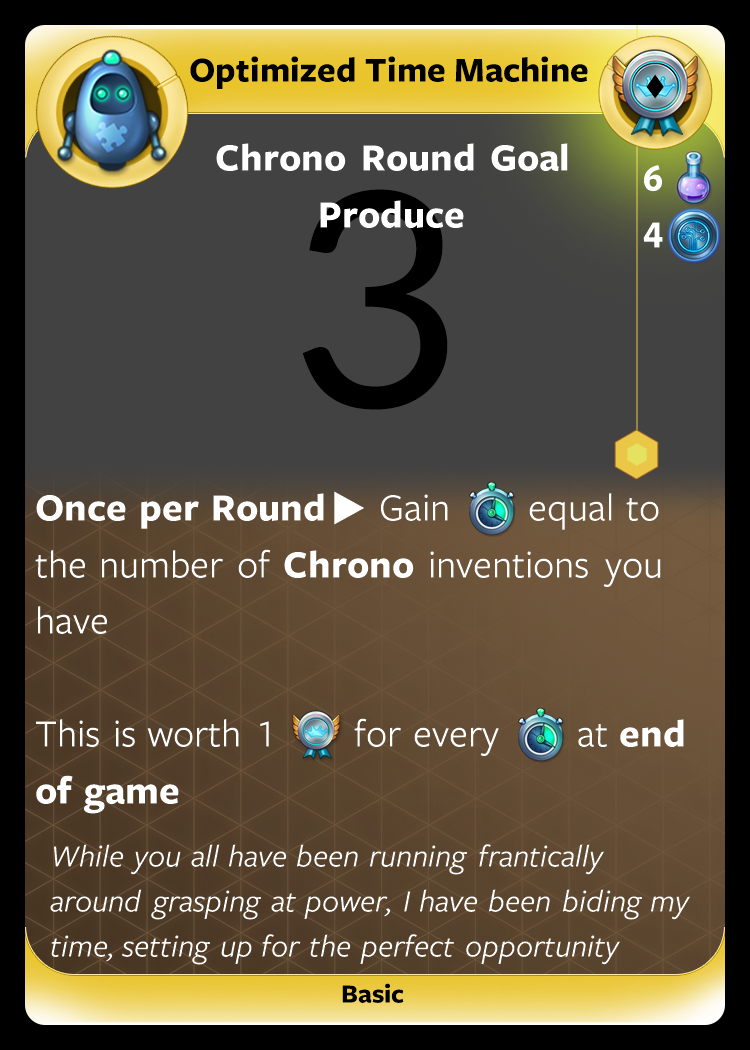 Optimized Time Machine
Chrono Round Goal
Produce
6
4
3
Once per Round▶ Gain equal to
the number of Chrono inventions you
have
This is worth 1 for every at end
of game
While you all have been running frantically
around grasping at power, I have been biding my
time, setting up for the perfect opportunity
Basic